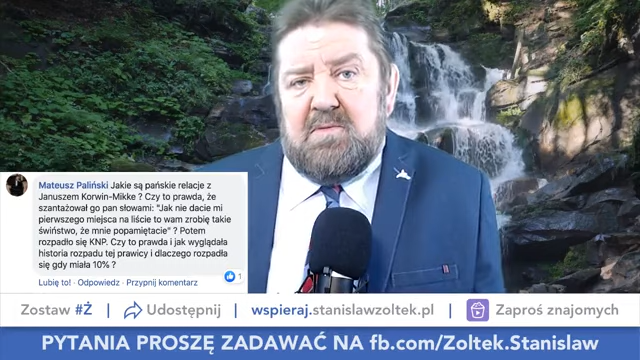 Mateusz Paliński Jakie są pańskie relacje z
Januszem Korwin-Mikke ? Czy to prawda, że
szantażował go pan słowami: "Jak nie dacie mi
pierwszego miejsca na liście to wam zrobię takie
świństwo, że mnie popamiętacie" ? Potem
rozpadło się KNP. Czy to prawda i jak wyglądała
historia rozpadu tej prawicy i dlaczego rozpadła
się gdy miała 10% ?
1
Lubię to! · Odpowiedz · Przypnij komentarz
Zostaw #Ż | Udostępnij | wspieraj.stanislawzoltek.pl | Zaproś znajomych
PYTANIA PROSZĘ ZADAWAĆ NA fb.com/Zoltek.Stanislaw